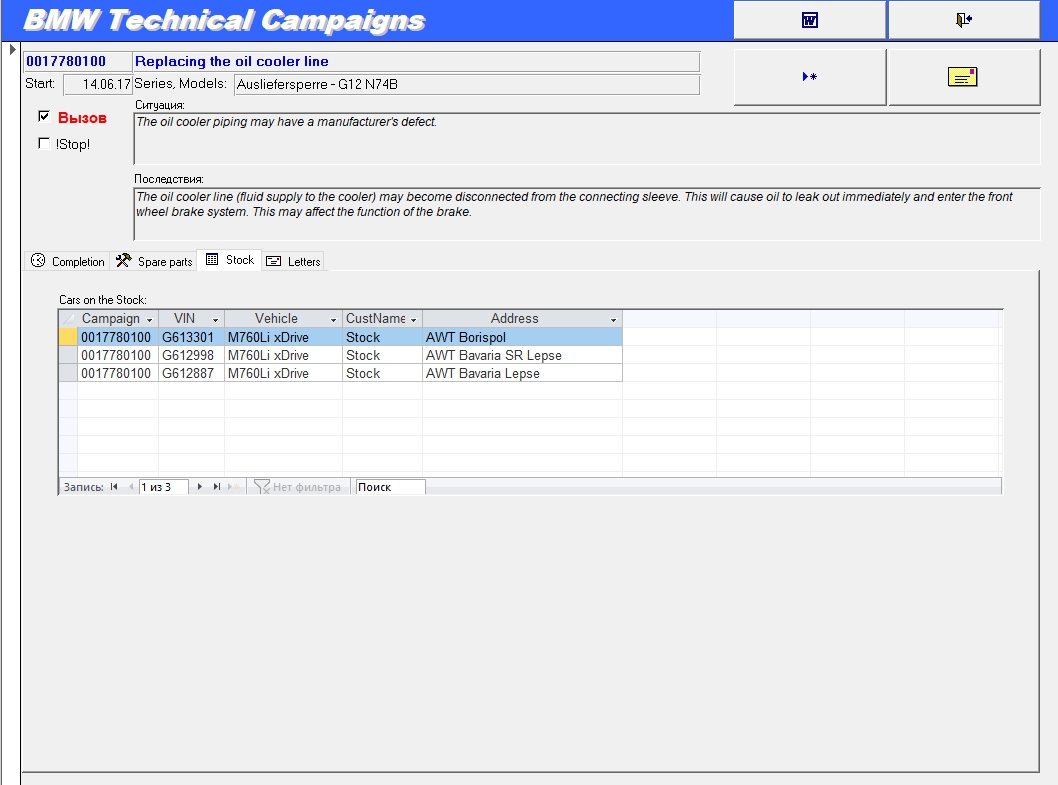 BMW Technical Campaigns
0017780100 Replacing the oil cooler line
Start: 14.06.17 Series, Models: Ausliefersperre - G12 N74B
Вызов
!Stop!
Ситуация:
The oil cooler piping may have a manufacturer's defect.
Последствия:
The oil cooler line (fluid supply to the cooler) may become disconnected from the connecting sleeve. This will cause oil to leak out immediately and enter the front
wheel brake system. This may affect the function of the brake.
Completion Spare parts Stock Letters
Cars on the Stock:
Campaign VIN Vehicle CustName Address
0017780100 G613301 M760Li xDrive Stock AWT Borispol
0017780100 G612998 M760Li xDrive Stock AWT Bavaria SR Lepse
0017780100 G612887 M760Li xDrive Stock AWT Bavaria Lepse
Запись: 1 из 3 Нет фильтра Поиск